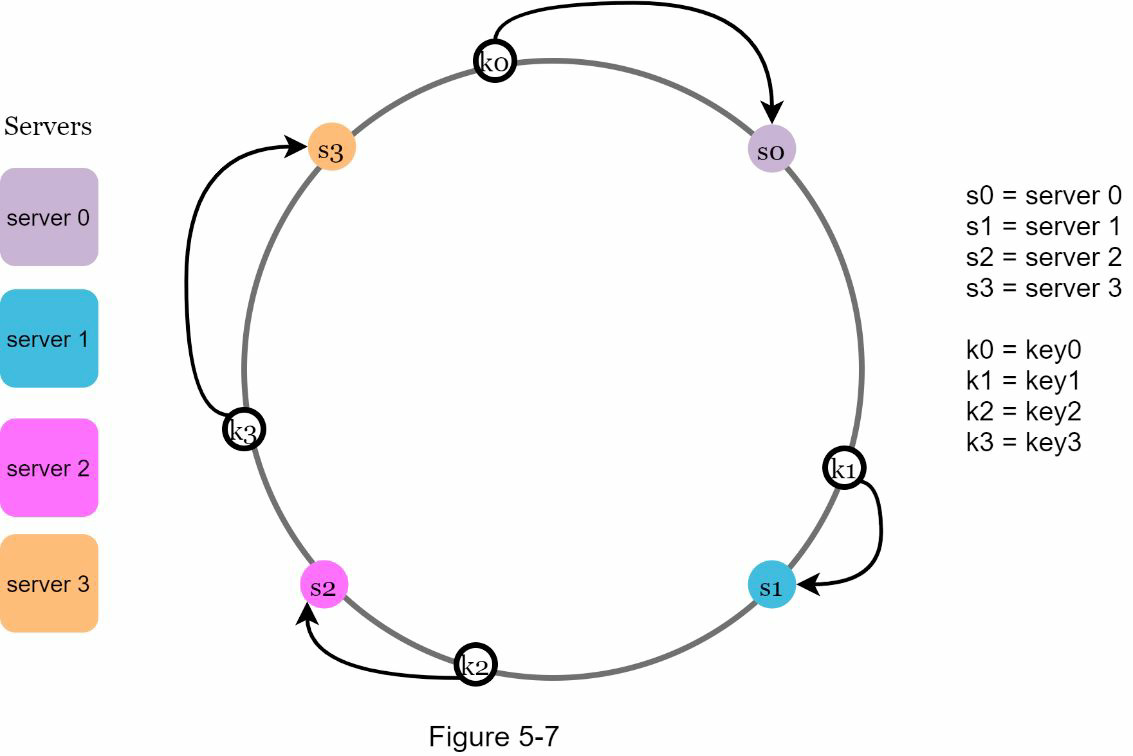 k0
Servers
s3
s0
server 0
s0 = server 0
s1 = server 1
s2 = server 2
s3 = server 3
server 1
k0 = key0
k1 = key1
k2 = key2
k3 = key3
k3
k1
server 2
server 3
s2
s1
k2
Figure 5-7